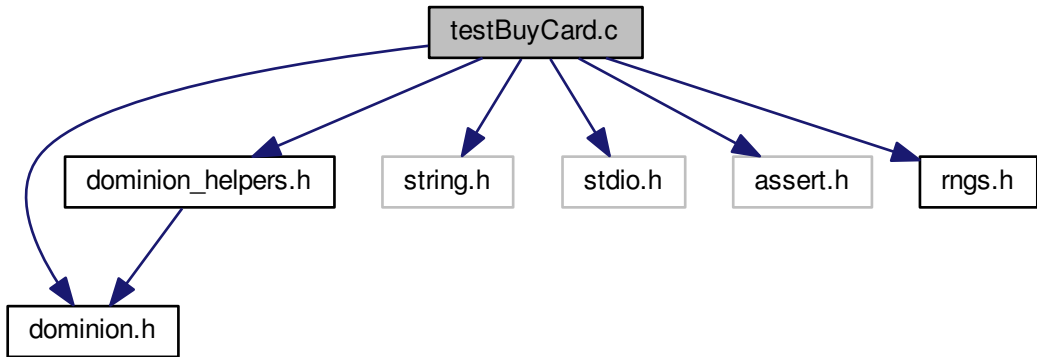 testBuyCard.c
dominion_helpers.h
string.h
stdio.h
assert.h
rngs.h
dominion.h